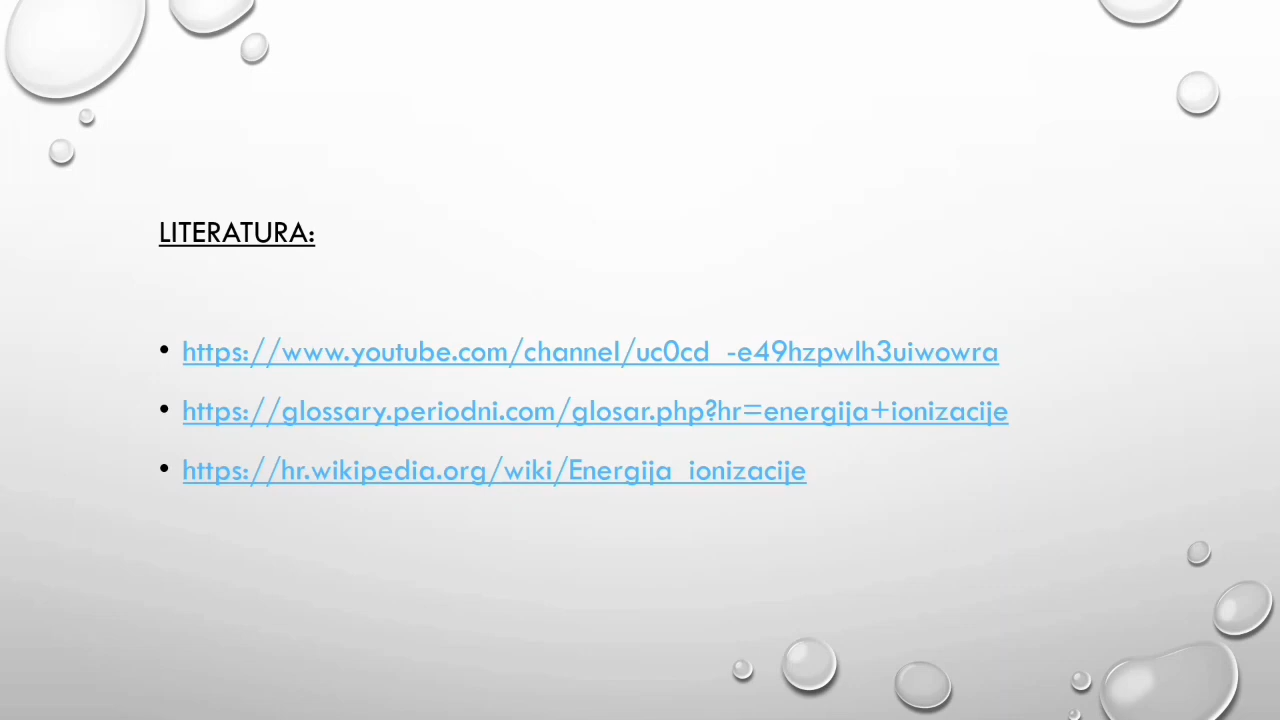 LITERATURA:
• https://www.youtube.com/channel/uc0cd_-e49hzpwlh3uiwowra
• https://glossary.periodni.com/glosar.php?hr=energija+ionizacije
• https://hr.wikipedia.org/wiki/Energija_ionizacije